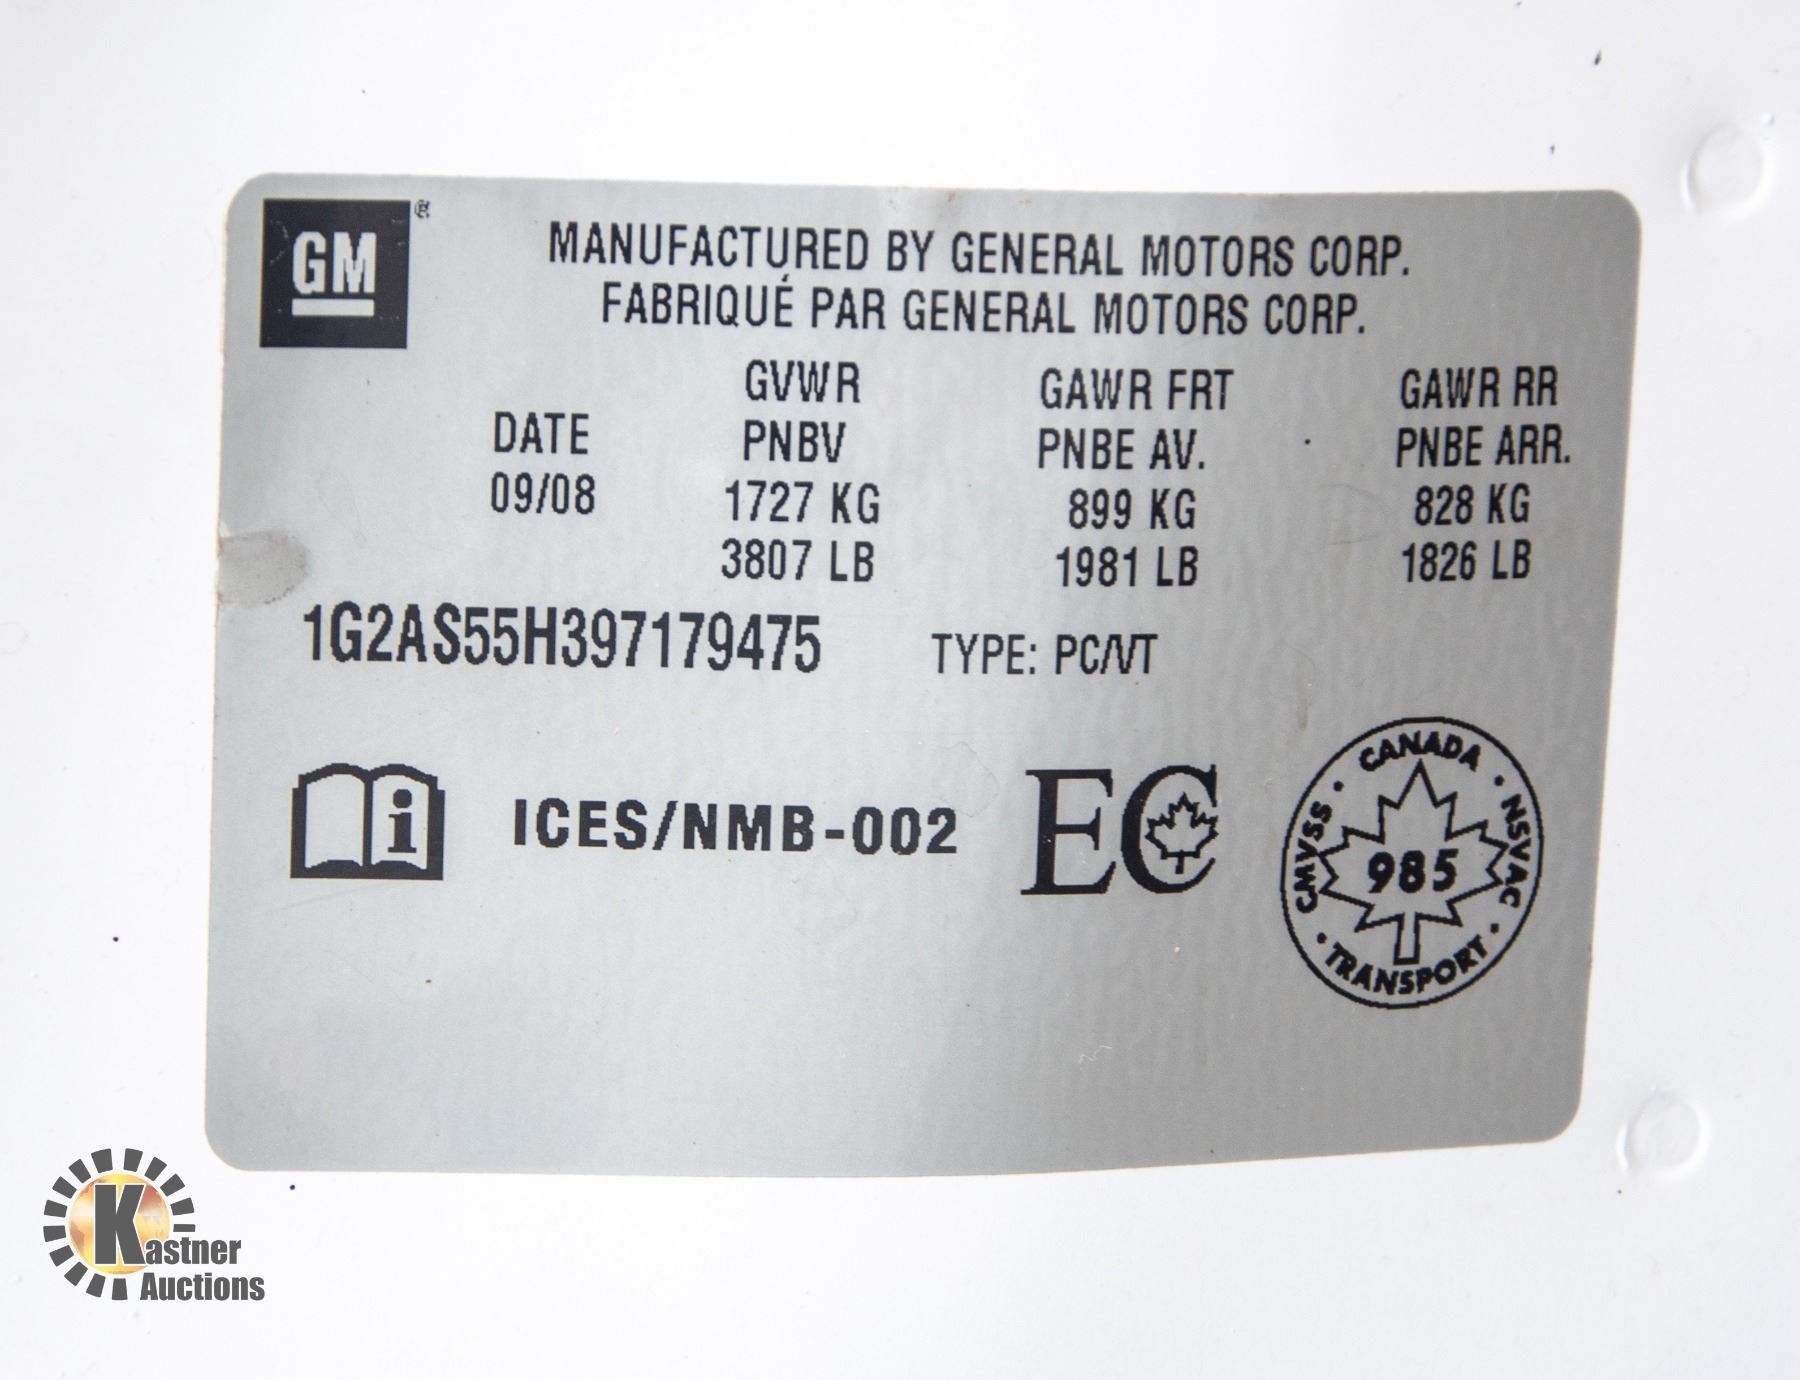 GM ®
MANUFACTURED BY GENERAL MOTORS CORP.
FABRIQUÉ PAR GENERAL MOTORS CORP.
GVWR GAWR FRT GAWR RR
DATE PNBV PNBE AV. PNBE ARR.
09/08 1727 KG 899 KG 828 KG
3807 LB 1981 LB 1826 LB
1G2AS55H397179475 TYPE: PC/VT
i ICES/NMB-002 EC
CANADA
CMVSS · 985 · NSVAC
TRANSPORT
Kastner
Auctions